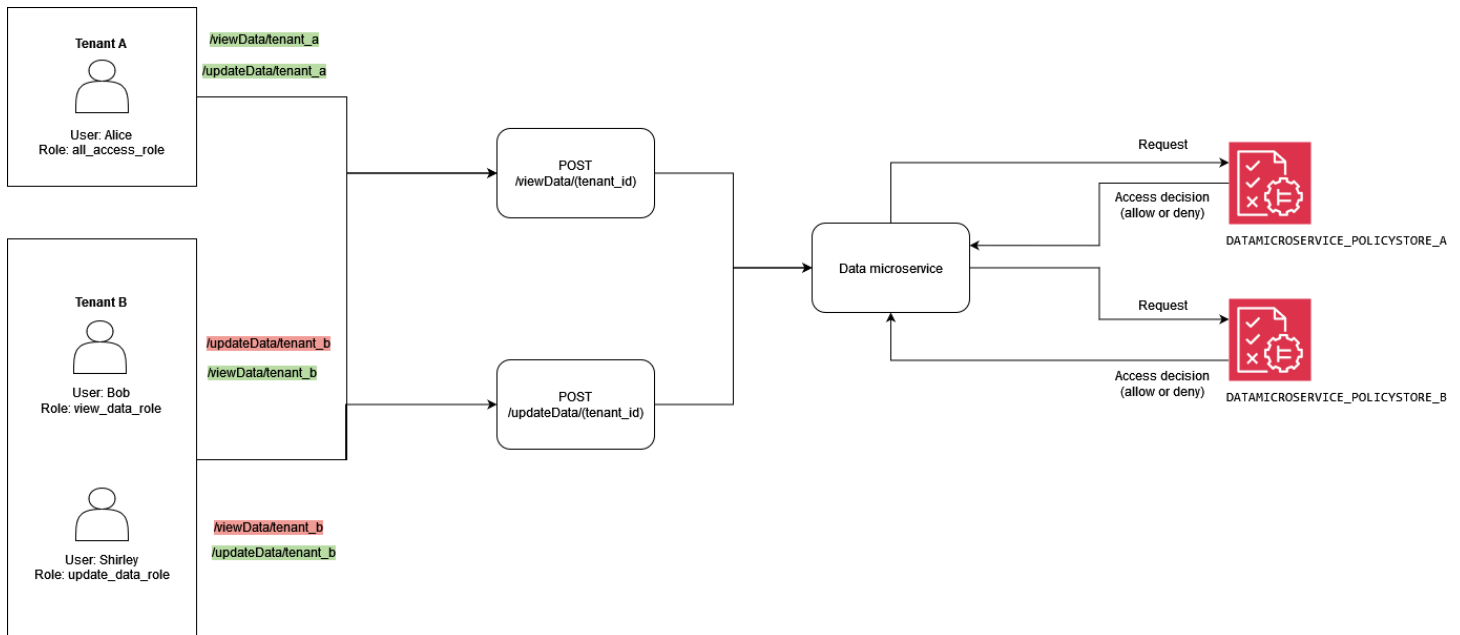 Tenant A
User: Alice
Role: all_access_role
/viewData/tenant_a
/updateData/tenant_a
Tenant B
User: Bob
Role: view_data_role
/updateData/tenant_b
/viewData/tenant_b
User: Shirley
Role: update_data_role
/viewData/tenant_b
/updateData/tenant_b
POST
/viewData/(tenant_id)
POST
/updateData/(tenant_id)
Data microservice
Request
Access decision
(allow or deny)
DATAMICROSERVICE_POLICYSTORE_A
Request
Access decision
(allow or deny)
DATAMICROSERVICE_POLICYSTORE_B